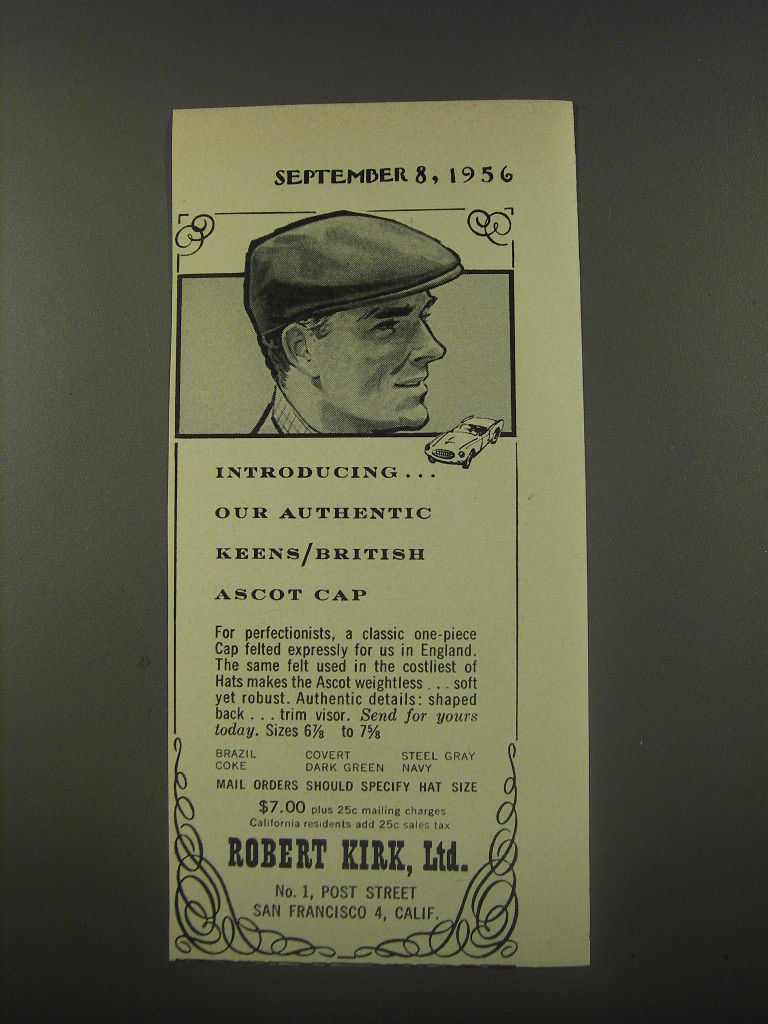 SEPTEMBER 8, 1956
INTRODUCING...
OUR AUTHENTIC
KEENS/BRITISH
ASCOT CAP
For perfectionists, a classic one-piece
Cap felted expressly for us in England.
The same felt used in the costliest of
Hats makes the Ascot weightless...soft
yet robust. Authentic details: shaped
back...trim visor. Send for yours
today. Sizes 6⅞ to 7⅝
BRAZIL COVERT STEEL GRAY
COKE DARK GREEN NAVY
MAIL ORDERS SHOULD SPECIFY HAT SIZE
$7.00 plus 25c mailing charges
California residents add 25c sales tax
ROBERT KIRK, Ltd.
No. 1, POST STREET
SAN FRANCISCO 4, CALIF.